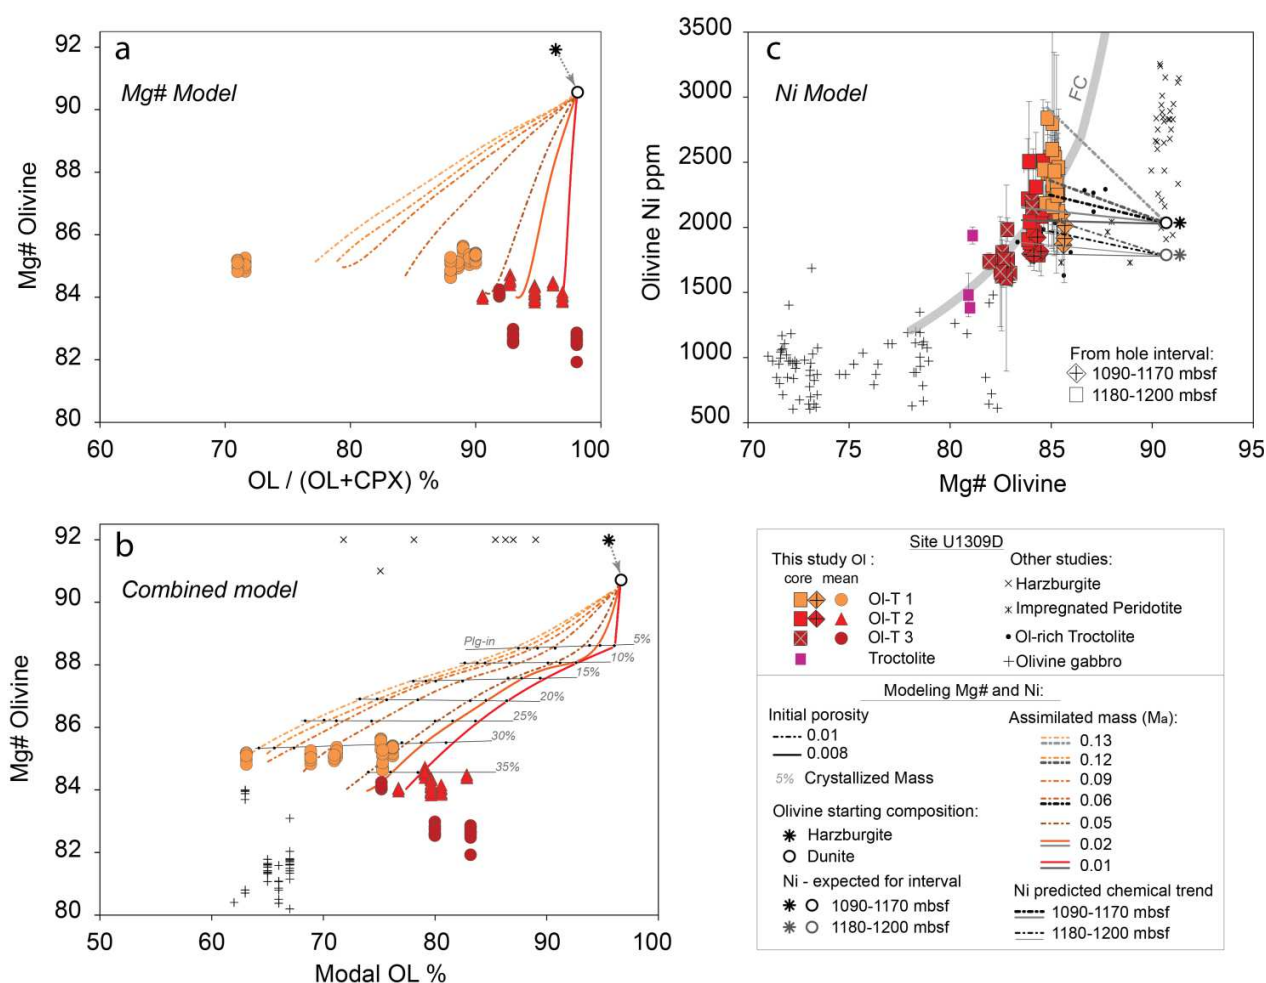 a
Mg# Model
92
90
88
86
84
82
80
Mg# Olivine
60
70
80
90
100
OL / (OL+CPX) %
c
Ni Model
FC
3500
3000
2500
2000
1500
1000
500
Olivine Ni ppm
From hole interval:
1090-1170 mbsf
1180-1200 mbsf
70
75
80
85
90
95
Mg# Olivine
b
Combined model
92
90
88
86
84
82
80
Mg# Olivine
Plg-in
5%
10%
15%
20%
25%
30%
35%
50
60
70
80
90
100
Modal OL %
Site U1309D
This study Ol :
core mean
Ol-T 1
Ol-T 2
Ol-T 3
Troctolite
Other studies:
Harzburgite
Impregnated Peridotite
Ol-rich Troctolite
Olivine gabbro
Modeling Mg# and Ni:
Initial porosity
0.01
0.008
5% Crystallized Mass
Olivine starting composition:
Harzburgite
Dunite
Ni - expected for interval
1090-1170 mbsf
1180-1200 mbsf
Assimilated mass (Ma):
0.13
0.12
0.09
0.06
0.05
0.02
0.01
Ni predicted chemical trend
1090-1170 mbsf
1180-1200 mbsf